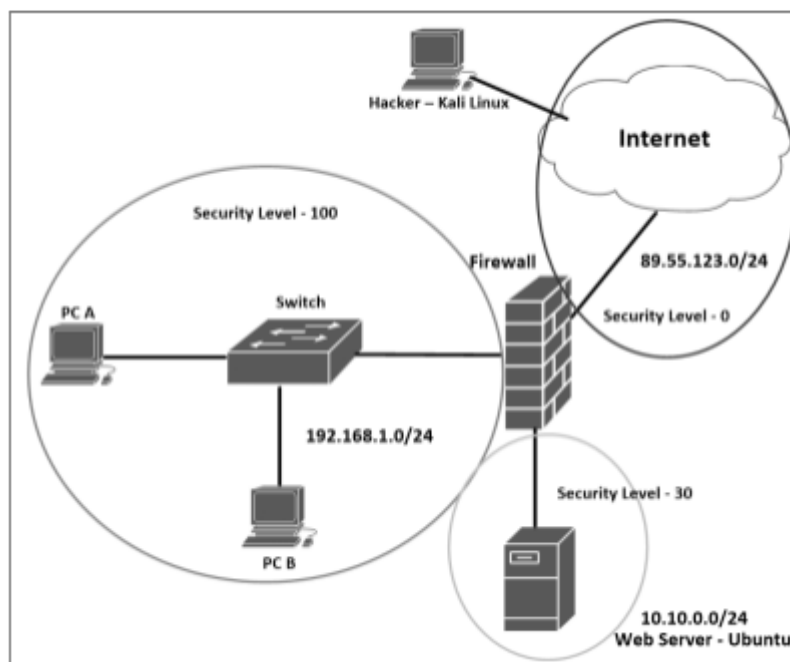 Hacker – Kali Linux
Internet
Security Level - 100
Firewall
89.55.123.0/24
Switch
PC A
Security Level - 0
192.168.1.0/24
Security Level - 30
PC B
10.10.0.0/24
Web Server - Ubuntu